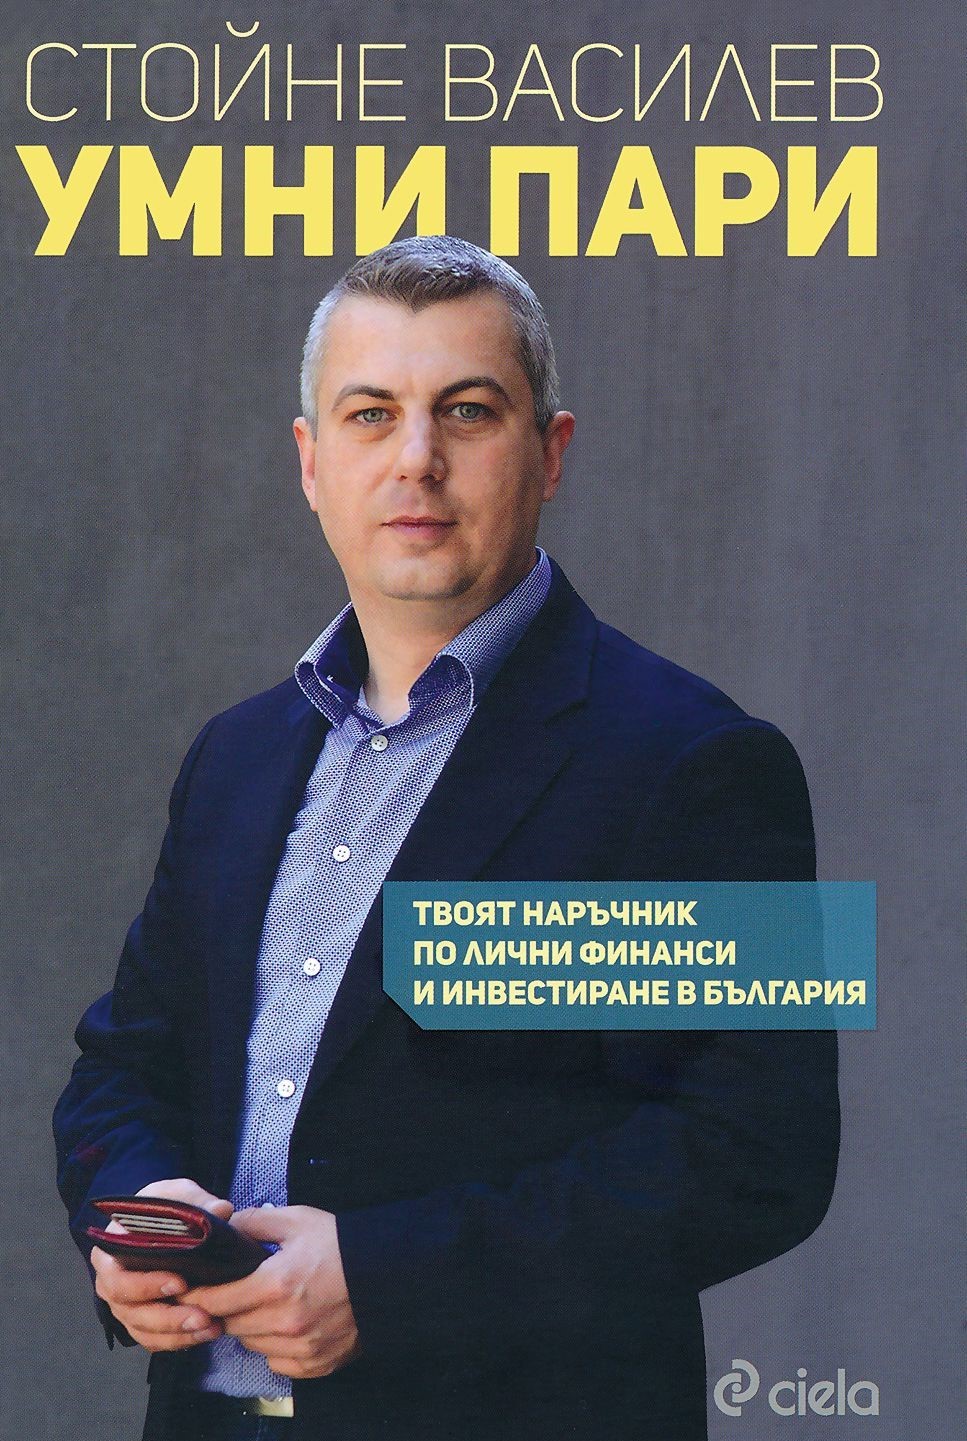 СТОЙНЕ ВАСИЛЕВ
УМНИ ПАРИ
ТВОЯТ НАРЪЧНИК
ПО ЛИЧНИ ФИНАНСИ
И ИНВЕСТИРАНЕ В БЪЛГАРИЯ
ciela